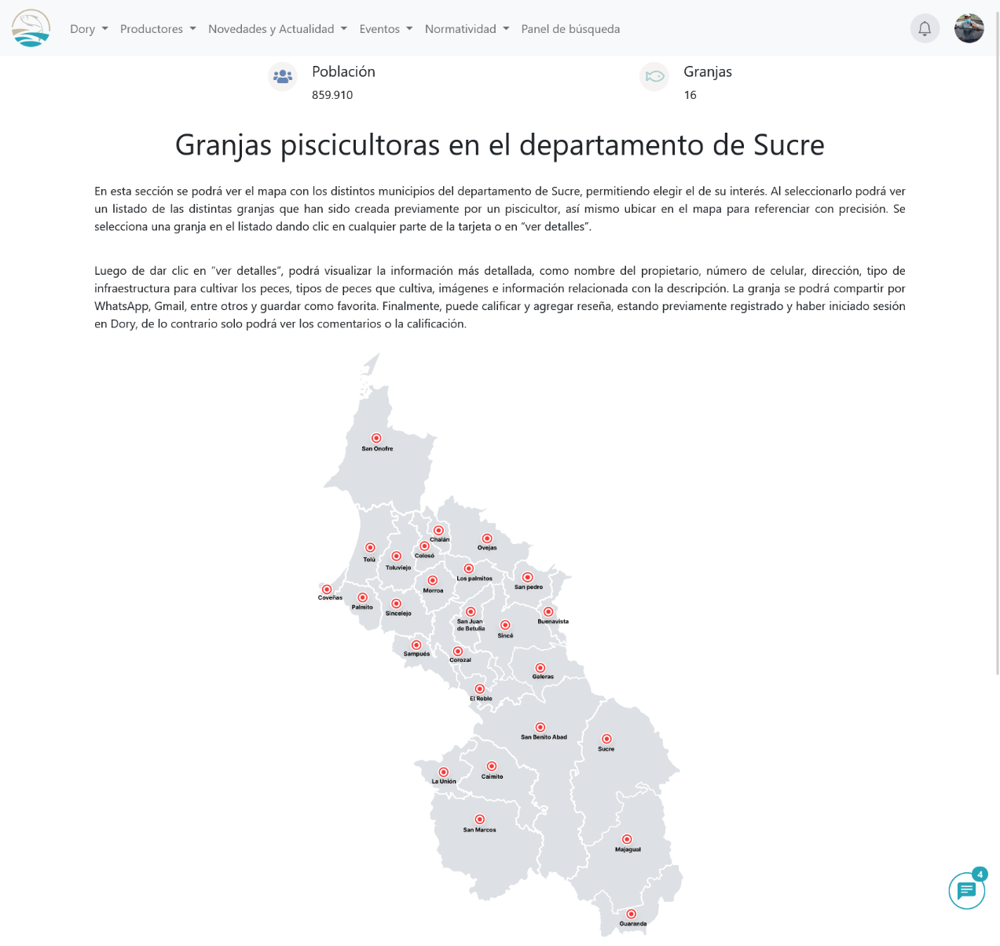 Dory Productores Novedades y Actualidad Eventos Normatividad Panel de búsqueda
Población
859.910
Granjas
16
Granjas piscicultoras en el departamento de Sucre
En esta sección se podrá ver el mapa con los distintos municipios del departamento de Sucre, permitiendo elegir el de su interés. Al seleccionarlo podrá ver
un listado de las distintas granjas que han sido creada previamente por un piscicultor, así mismo ubicar en el mapa para referenciar con precisión. Se
selecciona una granja en el listado dando clic en cualquier parte de la tarjeta o en “ver detalles”.
Luego de dar clic en “ver detalles”, podrá visualizar la información más detallada, como nombre del propietario, número de celular, dirección, tipo de
infraestructura para cultivar los peces, tipos de peces que cultiva, imágenes e información relacionada con la descripción. La granja se podrá compartir por
WhatsApp, Gmail, entre otros y guardar como favorita. Finalmente, puede calificar y agregar reseña, estando previamente registrado y haber iniciado sesión
en Dory, de lo contrario solo podrá ver los comentarios o la calificación.
San Onofre
Chalán
Ovejas
Colosó
Tolú
Toluviejo
Los palmitos
San pedro
Morroa
Coveñas
Palmito
Sincelejo
San Juan
de Betulia
Buenavista
Sincé
Sampués
Corozal
Galeras
El Roble
San Benito Abad
Sucre
Caimito
La Unión
San Marcos
Majagual
4
Guaranda